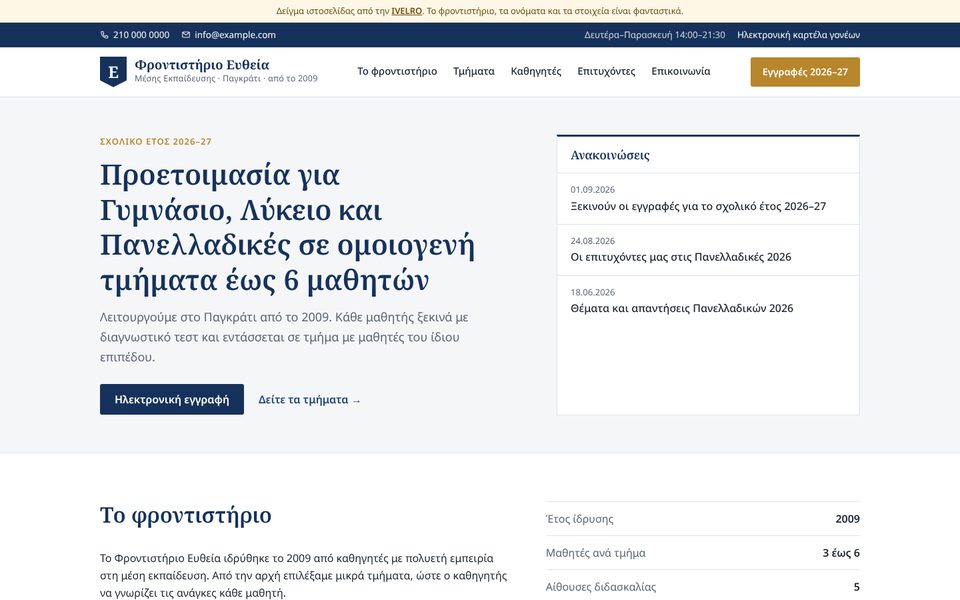 Δείγμα ιστοσελίδας από την IVELRO. Το φροντιστήριο, τα ονόματα και τα στοιχεία είναι φανταστικά.
210 000 0000 info@example.com Δευτέρα–Παρασκευή 14:00–21:30 Ηλεκτρονική καρτέλα γονέων
E
Φροντιστήριο Ευθεία
Μέσης Εκπαίδευσης · Παγκράτι · από το 2009
Το φροντιστήριο Τμήματα Καθηγητές Επιτυχόντες Επικοινωνία Εγγραφές 2026–27
ΣΧΟΛΙΚΟ ΕΤΟΣ 2026–27
Προετοιμασία για
Γυμνάσιο, Λύκειο και
Πανελλαδικές σε ομοιογενή
τμήματα έως 6 μαθητών
Λειτουργούμε στο Παγκράτι από το 2009. Κάθε μαθητής ξεκινά με
διαγνωστικό τεστ και εντάσσεται σε τμήμα με μαθητές του ίδιου
επιπέδου.
Ηλεκτρονική εγγραφή Δείτε τα τμήματα →
Ανακοινώσεις
01.09.2026
Ξεκινούν οι εγγραφές για το σχολικό έτος 2026–27
24.08.2026
Οι επιτυχόντες μας στις Πανελλαδικές 2026
18.06.2026
Θέματα και απαντήσεις Πανελλαδικών 2026
Το φροντιστήριο
Το Φροντιστήριο Ευθεία ιδρύθηκε το 2009 από καθηγητές με πολυετή εμπειρία
στη μέση εκπαίδευση. Από την αρχή επιλέξαμε μικρά τμήματα, ώστε ο καθηγητής
να γνωρίζει τις ανάγκες κάθε μαθητή.
Έτος ίδρυσης 2009
Μαθητές ανά τμήμα 3 έως 6
Αίθουσες διδασκαλίας 5